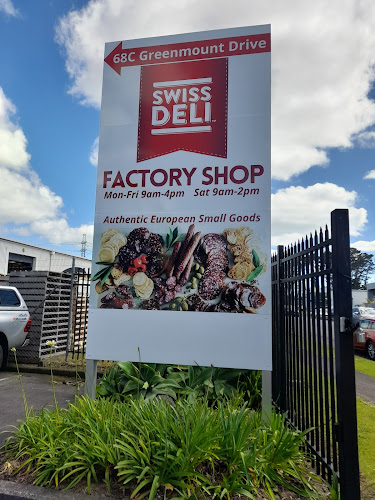 68C Greenmount Drive
SWISS
DELI
FACTORY SHOP
Mon-Fri 9am-4pm Sat 9am-2pm
Authentic European Small Goods